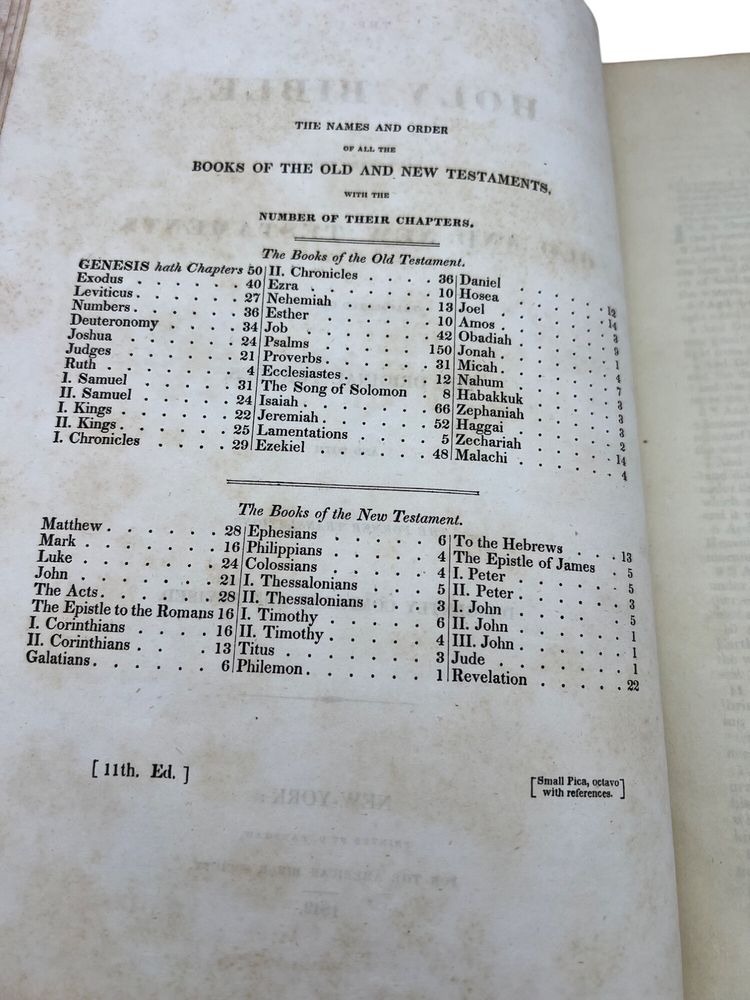 THE NAMES AND ORDER
OF ALL THE
BOOKS OF THE OLD AND NEW TESTAMENTS,
WITH THE
NUMBER OF THEIR CHAPTERS.
The Books of the Old Testament.
GENESIS hath Chapters 50
Exodus . . . . . . 40
Leviticus . . . . . . 27
Numbers . . . . . . 36
Deuteronomy . . . . 34
Joshua . . . . . . 24
Judges . . . . . . 21
Ruth . . . . . . 4
I. Samuel . . . . . 31
II. Samuel . . . . . 24
I. Kings . . . . . . 22
II. Kings . . . . . . 25
I. Chronicles . . . . 29
II. Chronicles . . . . 36
Ezra . . . . . . 10
Nehemiah . . . . . 13
Esther . . . . . . 10
Job . . . . . . 42
Psalms . . . . . . 150
Proverbs . . . . . . 31
Ecclesiastes . . . . 12
The Song of Solomon 8
Isaiah . . . . . . 66
Jeremiah . . . . . . 52
Lamentations . . . . 5
Ezekiel . . . . . . 48
Daniel . . . . . . 12
Hosea . . . . . . 14
Joel . . . . . . 3
Amos . . . . . . 9
Obadiah . . . . . . 1
Jonah . . . . . . 4
Micah . . . . . . 7
Nahum . . . . . . 3
Habakkuk . . . . . 3
Zephaniah . . . . . 3
Haggai . . . . . . 2
Zechariah . . . . . 14
Malachi . . . . . . 4
The Books of the New Testament.
Matthew . . . . . . 28
Mark . . . . . . 16
Luke . . . . . . 24
John . . . . . . 21
The Acts . . . . . . 28
The Epistle to the Romans 16
I. Corinthians . . . . 16
II. Corinthians . . . . 13
Galatians . . . . . . 6
Ephesians . . . . . 6
Philippians . . . . . 4
Colossians . . . . . 4
I. Thessalonians . . . 5
II. Thessalonians . . . 3
I. Timothy . . . . . 6
II. Timothy . . . . . 4
Titus . . . . . . 3
Philemon . . . . . . 1
To the Hebrews . . . 13
The Epistle of James . 5
I. Peter . . . . . . 5
II. Peter . . . . . . 3
I. John . . . . . . 5
II. John . . . . . . 1
III. John . . . . . . 1
Jude . . . . . . 1
Revelation . . . . . 22
[ 11th. Ed. ]
[Small Pica, octavo
with references.]